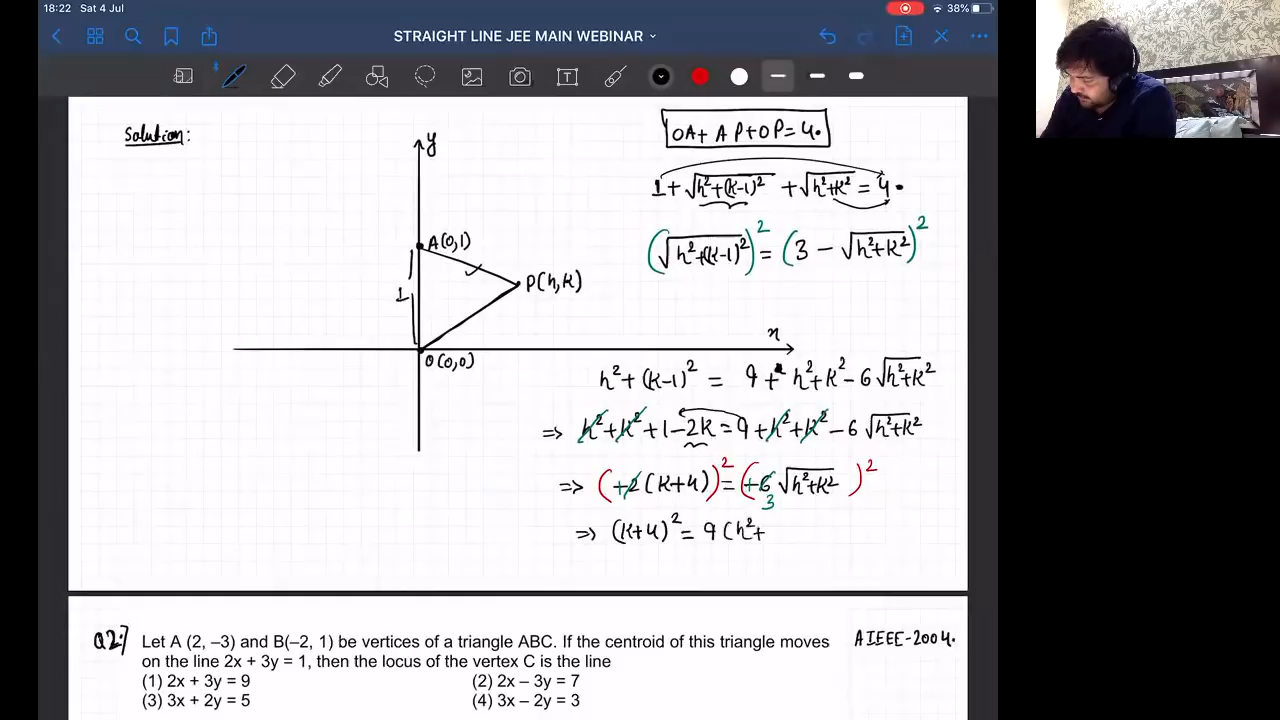 18:22 Sat 4 Jul
38%
STRAIGHT LINE JEE MAIN WEBINAR
Solution:
y
A(0,1)
1
P(h,k)
x
O(0,0)
OA+AP+OP=4.
1+√(h²+(k-1)²) +√(h²+k²) = 4.
(√(h²+(k-1)²))² = (3 - √(h²+k²))²
h²+(k-1)² = 9+ h²+k²-6√(h²+k²)
⇒ h²+k²+1-2k=9+h²+k²-6√(h²+k²)
⇒ (+2(k+4))²=(+6√(h²+k²))²
3
⇒ (k+4)²= 9(h²+
Q2:7 Let A (2, –3) and B(–2, 1) be vertices of a triangle ABC. If the centroid of this triangle moves
on the line 2x + 3y = 1, then the locus of the vertex C is the line
AIEEE-2004.
(1) 2x + 3y = 9 (2) 2x – 3y = 7
(3) 3x + 2y = 5 (4) 3x – 2y = 3